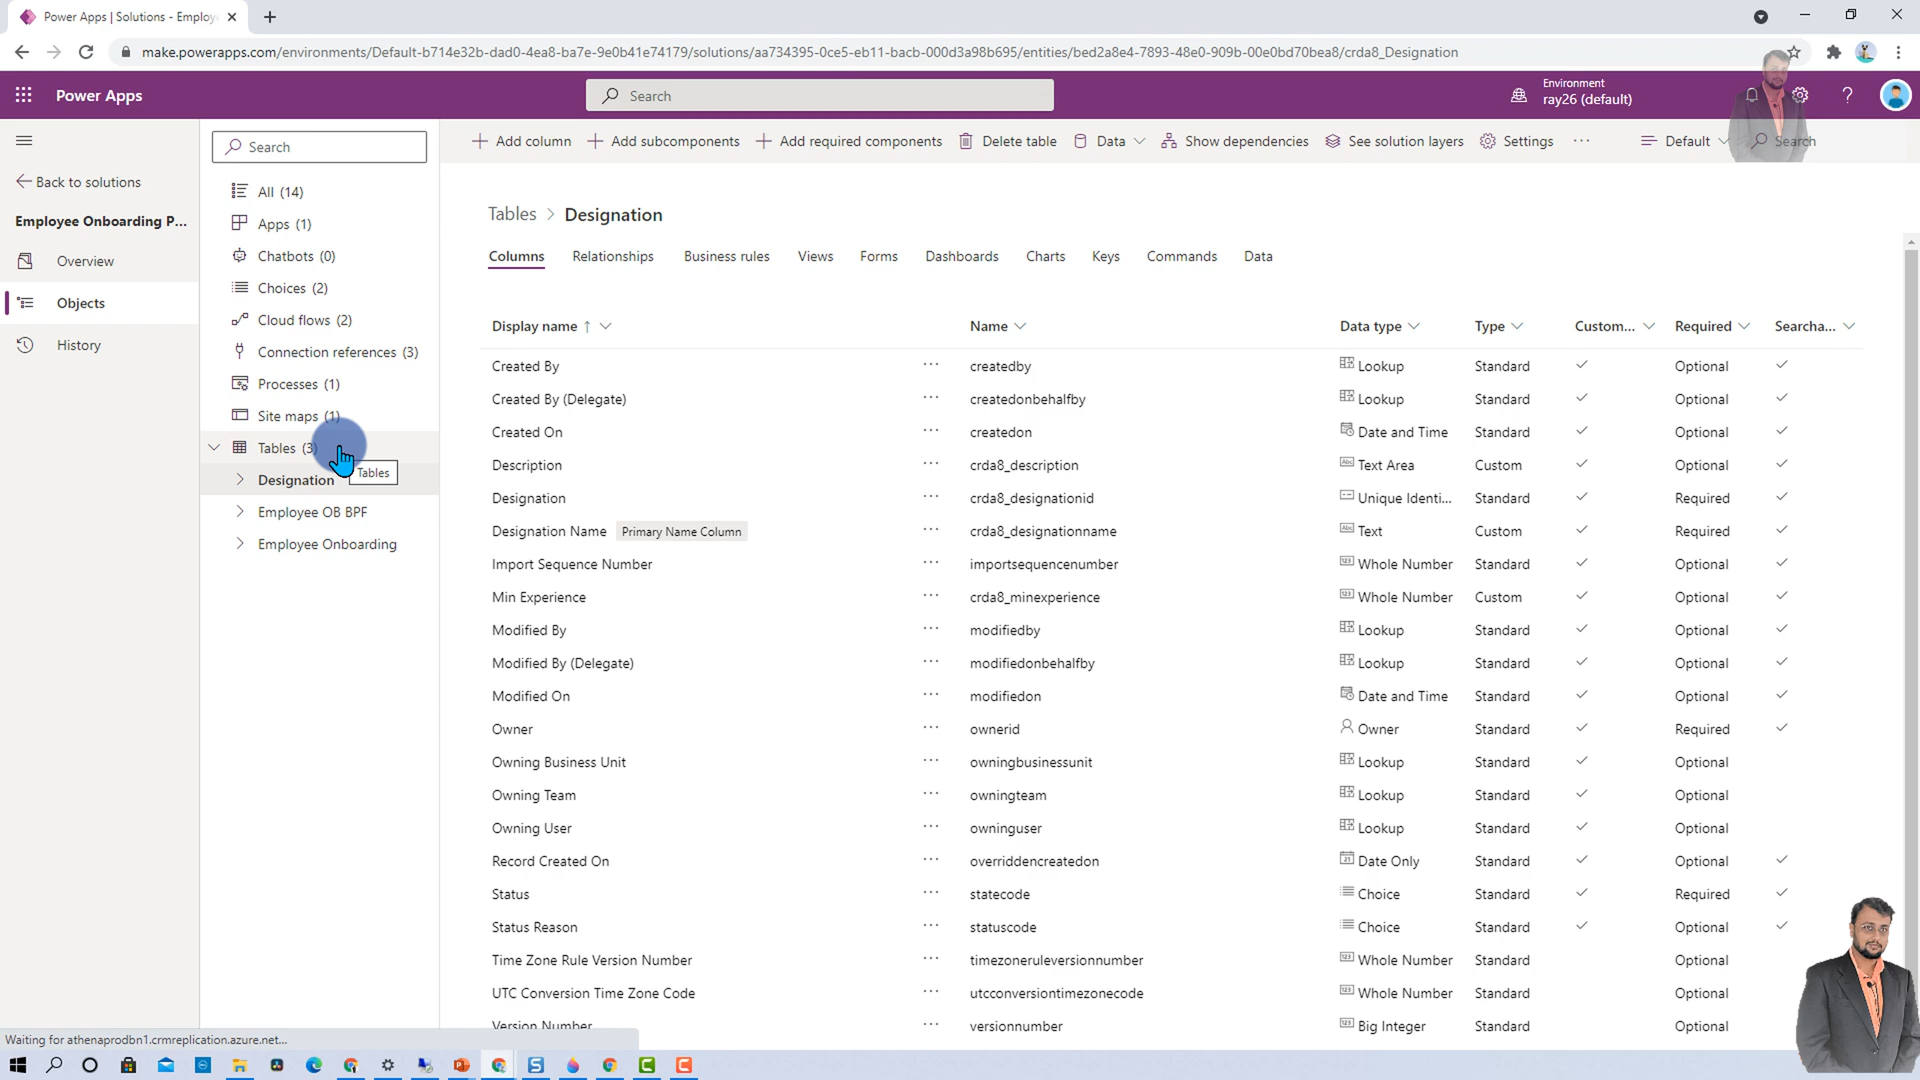 Power Apps | Solutions - Employ
make.powerapps.com/environments/Default-b714e32b-dad0-4ea8-ba7e-9e0b41e74179/solutions/aa734395-0ce5-eb11-bacb-000d3a98b695/entities/bed2a8e4-7893-48e0-909b-00e0bd70bea8/crda8_Designation
Power Apps
Search
Environment
ray26 (default)
Back to solutions
Employee Onboarding P...
Overview
Objects
History
Search
All (14)
Apps (1)
Chatbots (0)
Choices (2)
Cloud flows (2)
Connection references (3)
Processes (1)
Site maps (1)
Tables (3)
Tables
Designation
Employee OB BPF
Employee Onboarding
Add column Add subcomponents Add required components Delete table Data Show dependencies See solution layers Settings ... Default Search
Tables > Designation
Columns Relationships Business rules Views Forms Dashboards Charts Keys Commands Data
Display name ↑ Name Data type Type Custom... Required Searcha...
Created By ... createdby Lookup Standard ✓ Optional ✓
Created By (Delegate) ... createdonbehalfby Lookup Standard ✓ Optional ✓
Created On ... createdon Date and Time Standard ✓ Optional ✓
Description ... crda8_description Abc Text Area Custom ✓ Optional ✓
Designation ... crda8_designationid Unique Identi... Standard ✓ Required ✓
Designation Name Primary Name Column ... crda8_designationname Abc Text Custom ✓ Required ✓
Import Sequence Number ... importsequencenumber 123 Whole Number Standard ✓ Optional ✓
Min Experience ... crda8_minexperience 123 Whole Number Custom ✓ Optional ✓
Modified By ... modifiedby Lookup Standard ✓ Optional ✓
Modified By (Delegate) ... modifiedonbehalfby Lookup Standard ✓ Optional ✓
Modified On ... modifiedon Date and Time Standard ✓ Optional ✓
Owner ... ownerid Owner Standard ✓ Required ✓
Owning Business Unit ... owningbusinessunit Lookup Standard ✓ Optional
Owning Team ... owningteam Lookup Standard ✓ Optional
Owning User ... owninguser Lookup Standard ✓ Optional
Record Created On ... overriddencreatedon 21 Date Only Standard ✓ Optional ✓
Status ... statecode Choice Standard ✓ Required ✓
Status Reason ... statuscode Choice Standard ✓ Optional ✓
Time Zone Rule Version Number ... timezoneruleversionnumber 123 Whole Number Standard Optional
UTC Conversion Time Zone Code ... utcconversiontimezonecode 123 Whole Number Standard Optional
Version Number ... versionnumber 123 Big Integer Standard Optional
Waiting for athenaprodbn1.crmreplication.azure.net...